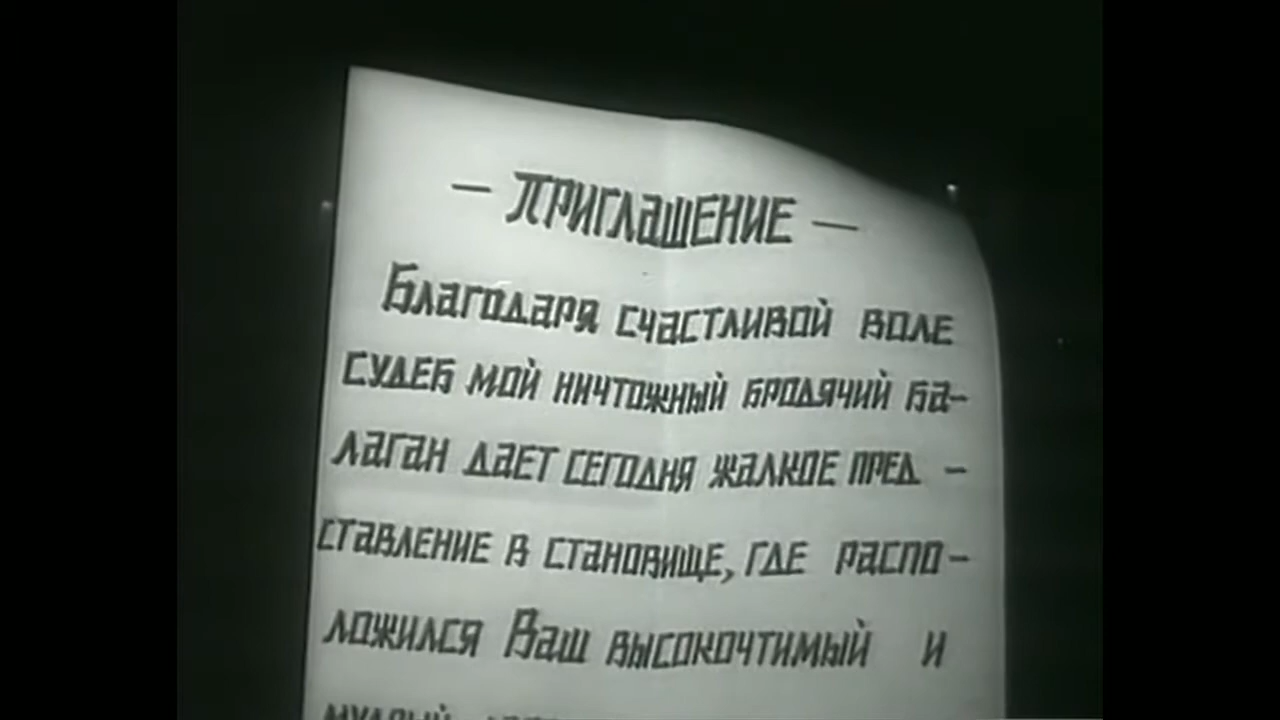 — ПРИГЛАШЕНИЕ —
Благодаря счастливой воле
судеб мой ничтожный бродячий ба-
лаган дает сегодня жалкое пред-
ставление в становище, где распо-
ложился Ваш высокочтимый и
мудрый